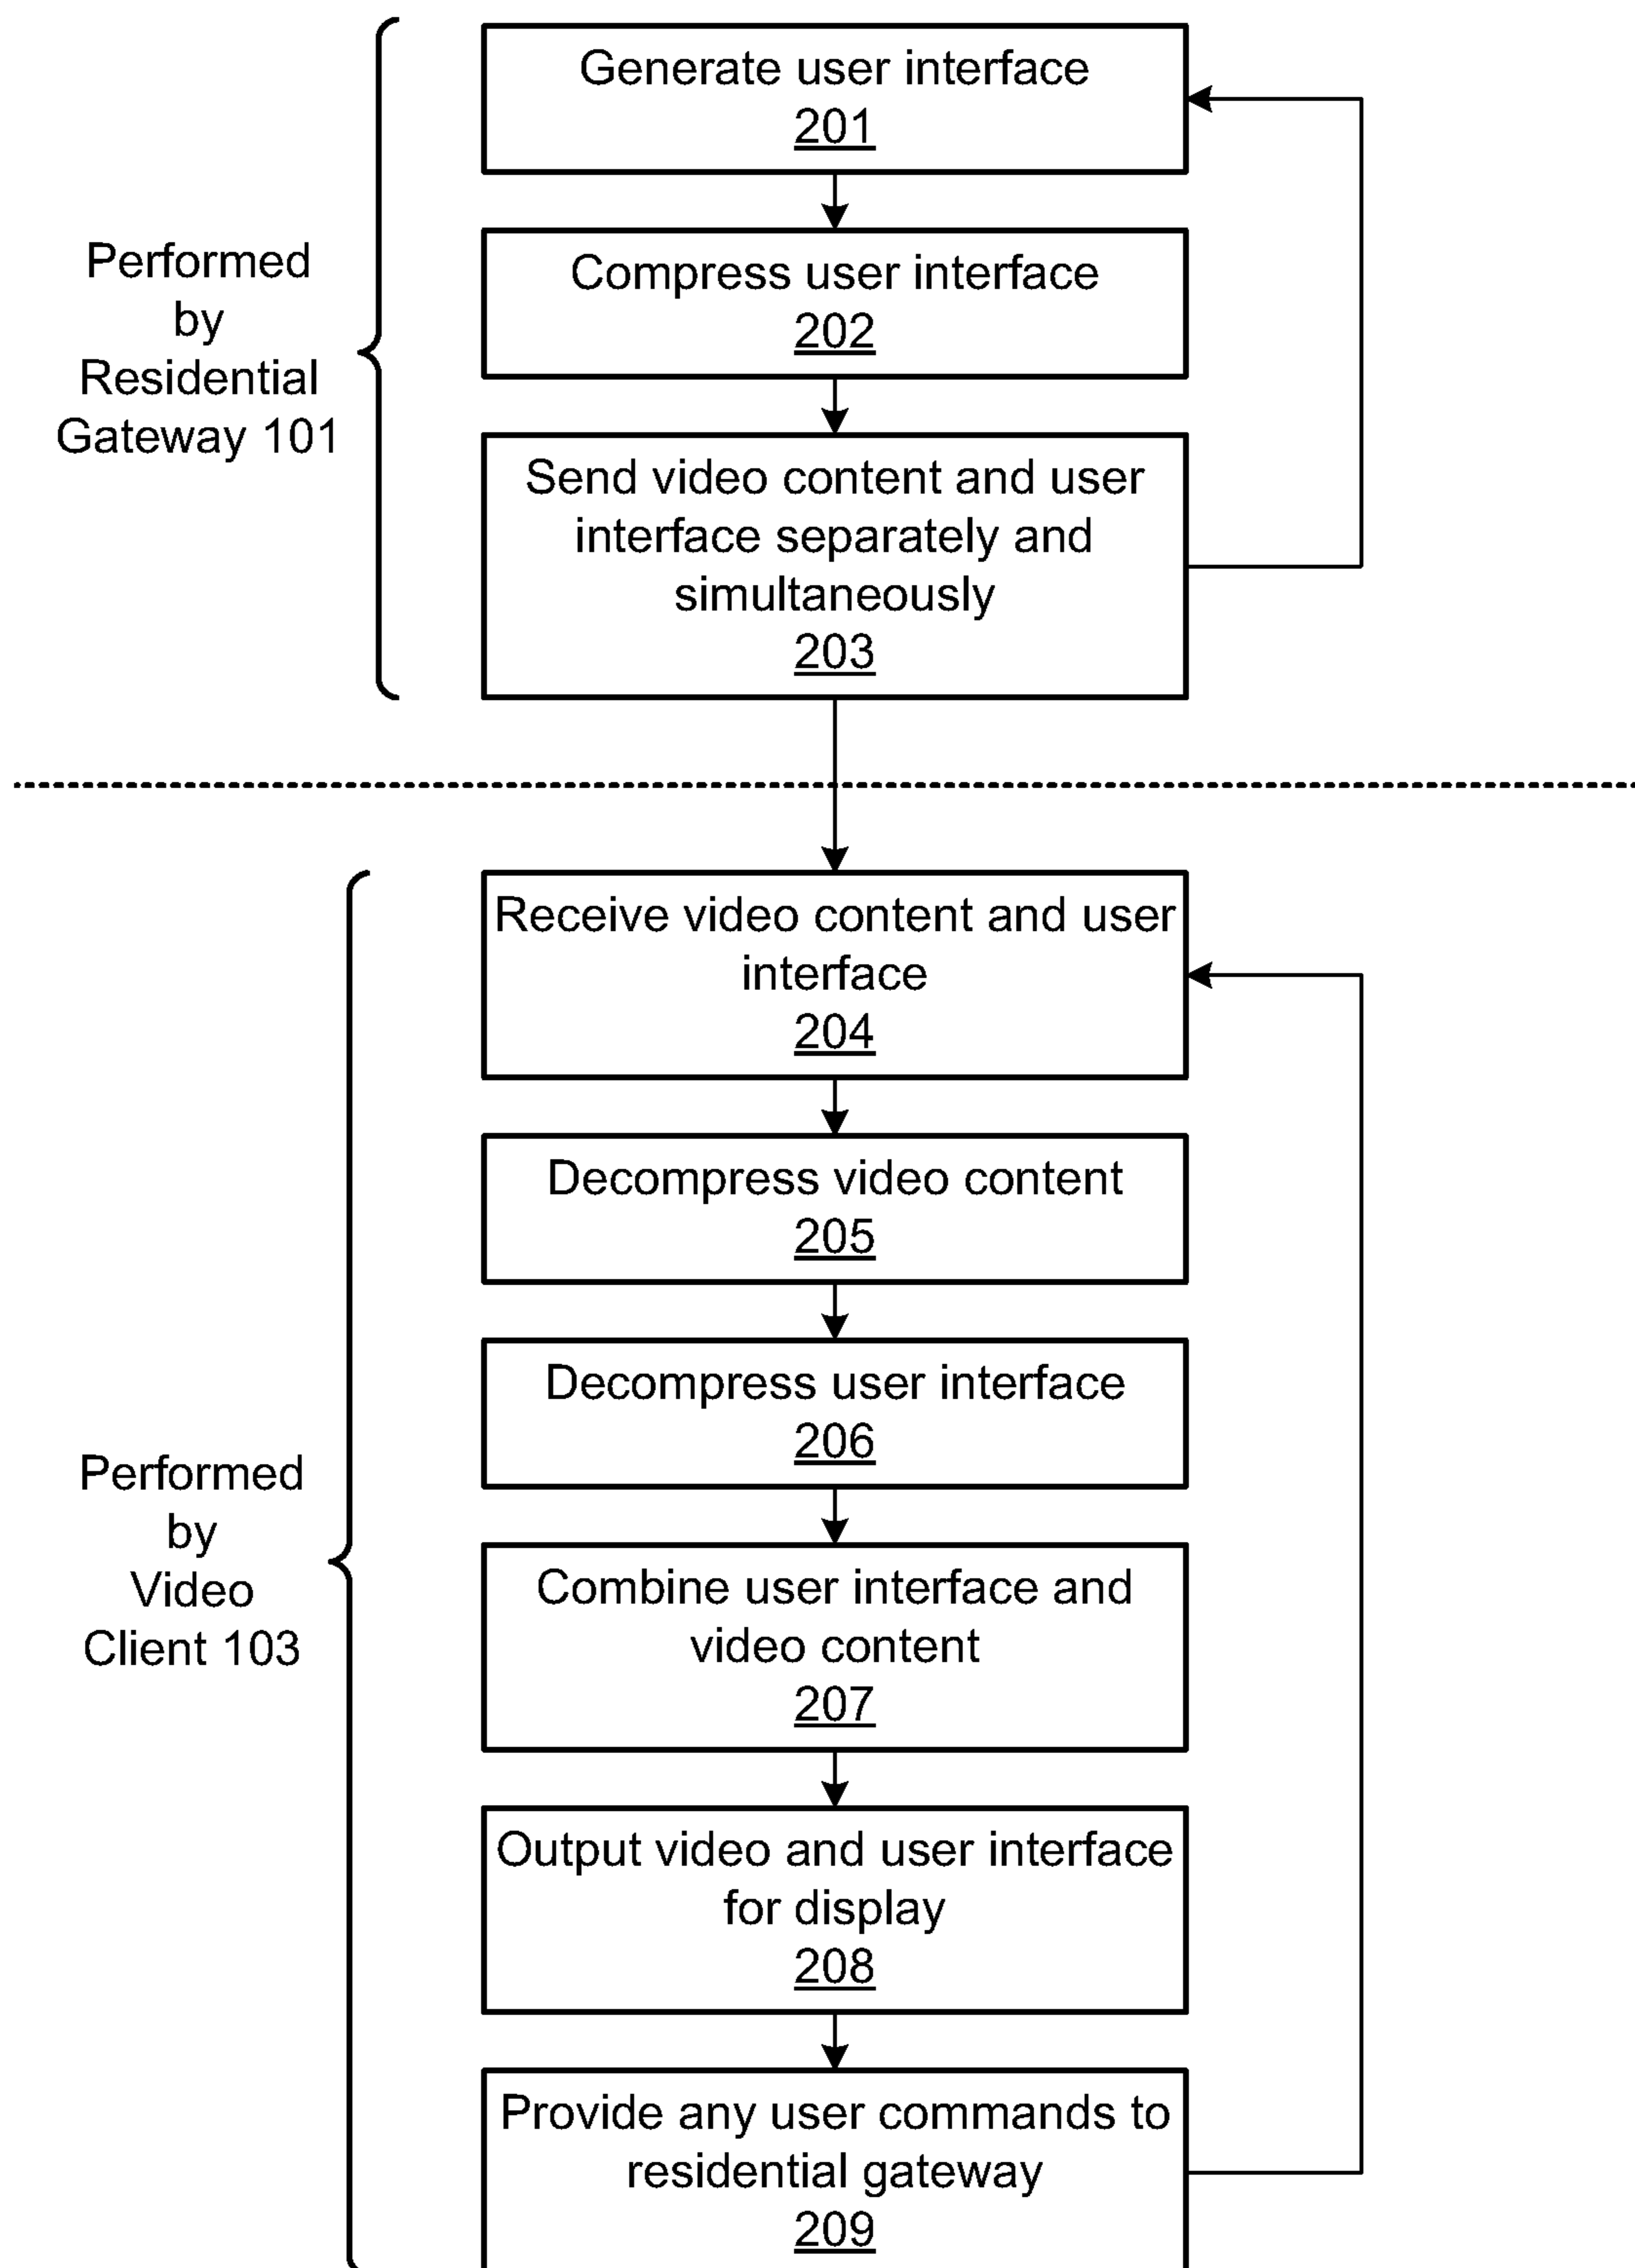 Generate user interface
201
Compress user interface
202
Performed
by
Residential
Gateway 101
Send video content and user
interface separately and
simultaneously
203
Receive video content and user
interface
204
Decompress video content
205
Decompress user interface
206
Performed
by
Video
Client 103
Combine user interface and
video content
207
Output video and user interface
for display
208
Provide any user commands to
residential gateway
209